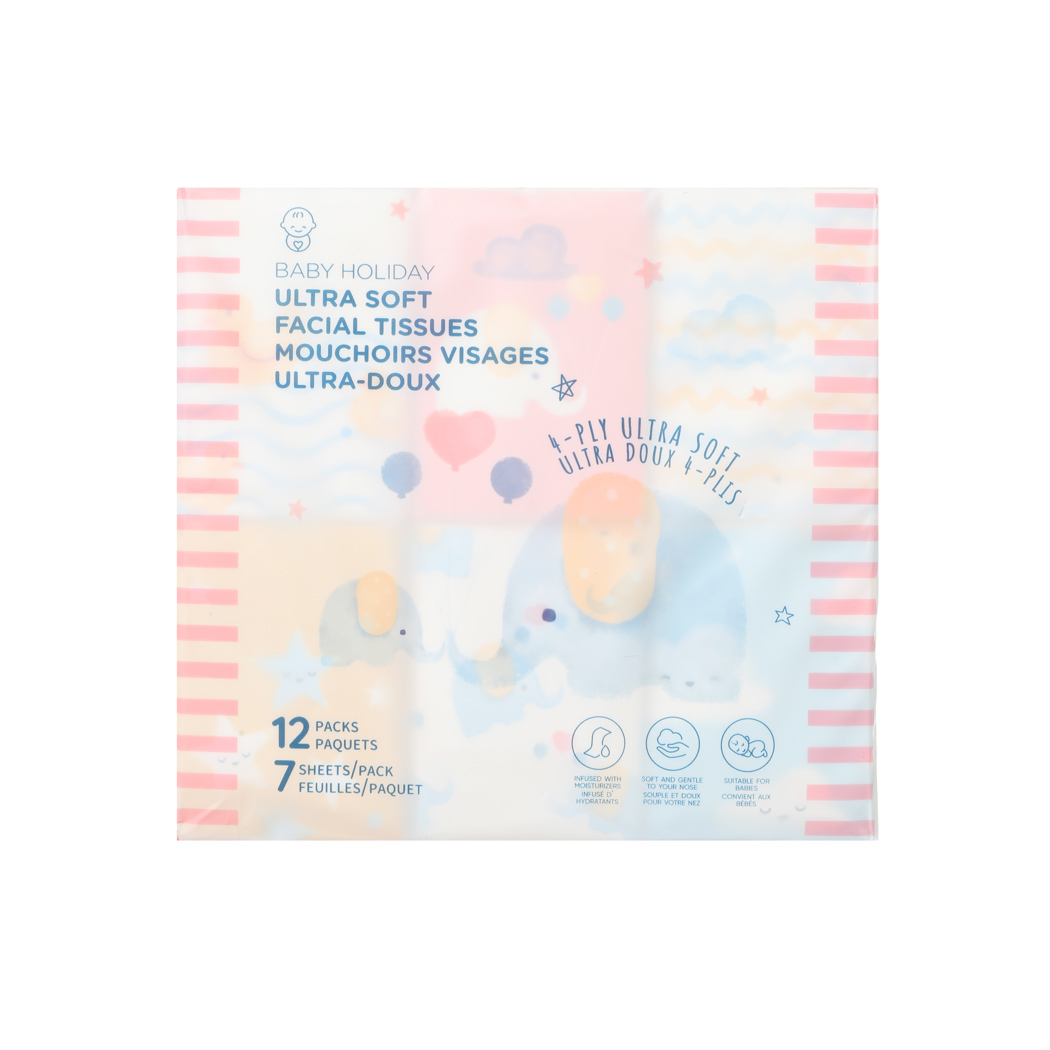 BABY HOLIDAY
ULTRA SOFT
FACIAL TISSUES
MOUCHOIRS VISAGES
ULTRA-DOUX
4-PLY ULTRA SOFT
ULTRA DOUX 4-PLIS
12 PACKS
PAQUETS
7 SHEETS/PACK
FEUILLES/PAQUET
INFUSED WITH
MOISTURIZERS
INFUSÉ D'
HYDRATANTS
SOFT AND GENTLE
TO YOUR NOSE
SOUPLE ET DOUX
POUR VOTRE NEZ
SUITABLE FOR
BABIES
CONVIENT AUX
BÉBÉS